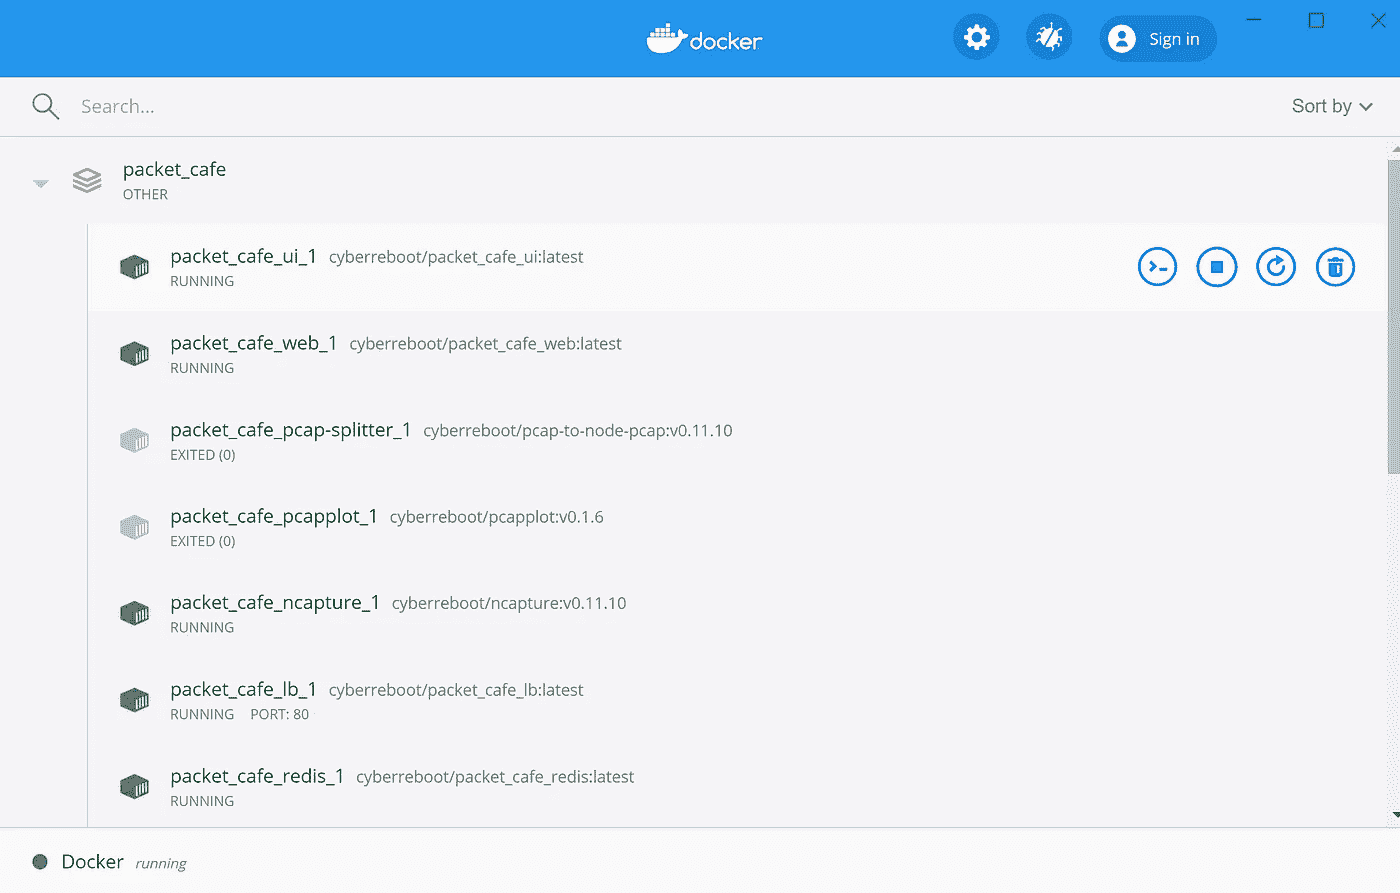 docker
Sign in
Search...
Sort by
packet_cafe
OTHER
packet_cafe_ui_1 cyberreboot/packet_cafe_ui:latest
RUNNING
packet_cafe_web_1 cyberreboot/packet_cafe_web:latest
RUNNING
packet_cafe_pcap-splitter_1 cyberreboot/pcap-to-node-pcap:v0.11.10
EXITED (0)
packet_cafe_pcapplot_1 cyberreboot/pcapplot:v0.1.6
EXITED (0)
packet_cafe_ncapture_1 cyberreboot/ncapture:v0.11.10
RUNNING
packet_cafe_lb_1 cyberreboot/packet_cafe_lb:latest
RUNNING PORT: 80
packet_cafe_redis_1 cyberreboot/packet_cafe_redis:latest
RUNNING
Docker running